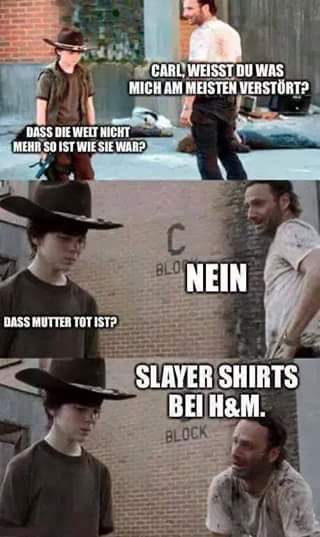 CARL, WEISST DU WAS
MICH AM MEISTEN VERSTÖRT?
DASS DIE WELT NICHT
MEHR SO IST WIE SIE WAR?
C
BLO
NEIN
DASS MUTTER TOT IST?
SLAYER SHIRTS
BEI H&M.
BLOCK